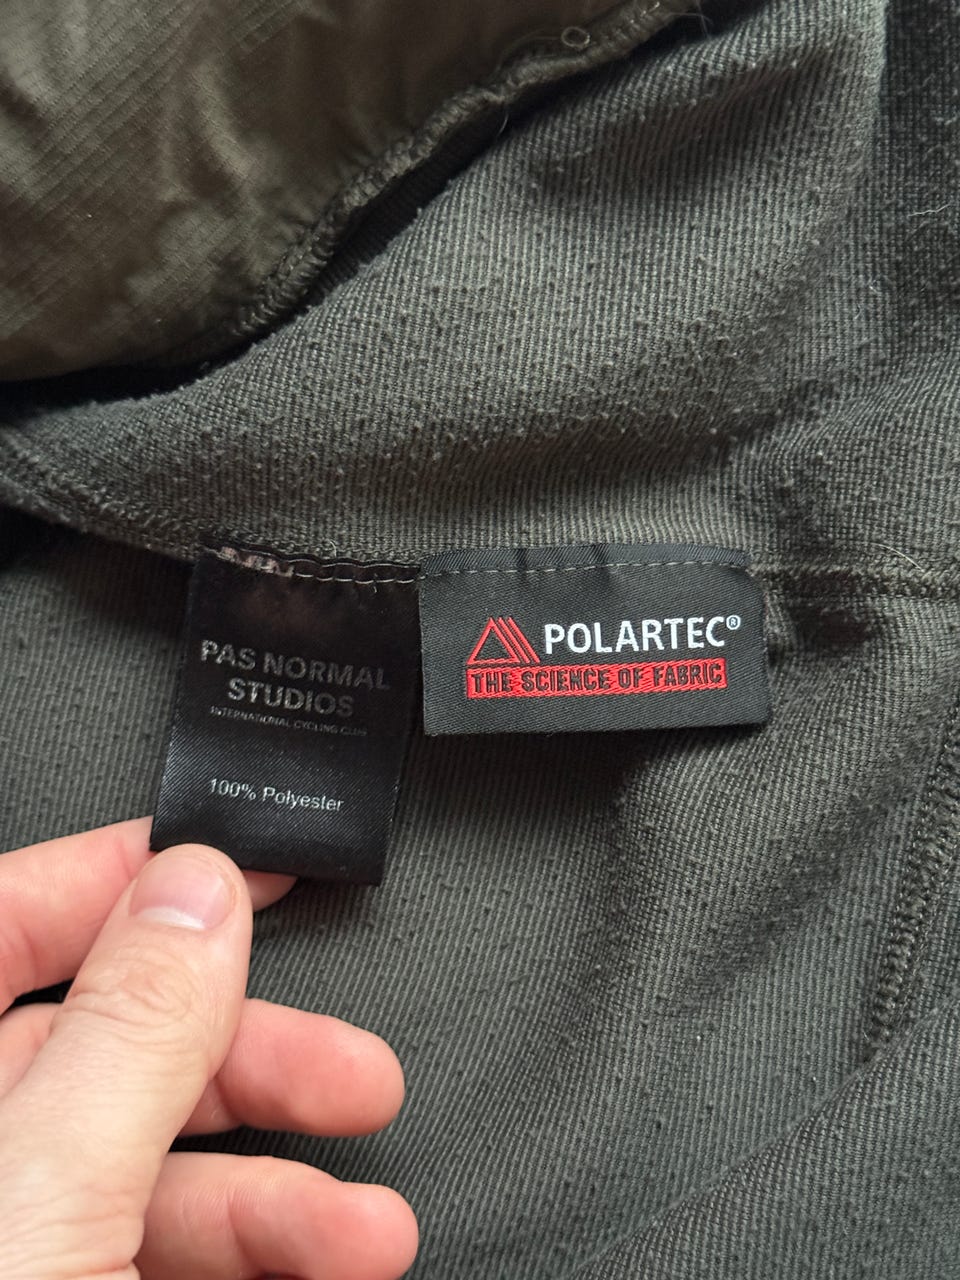 PAS NORMAL
STUDIOS
INTERNATIONAL CYCLING CLUB
100% Polyester
POLARTEC®
THE SCIENCE OF FABRIC